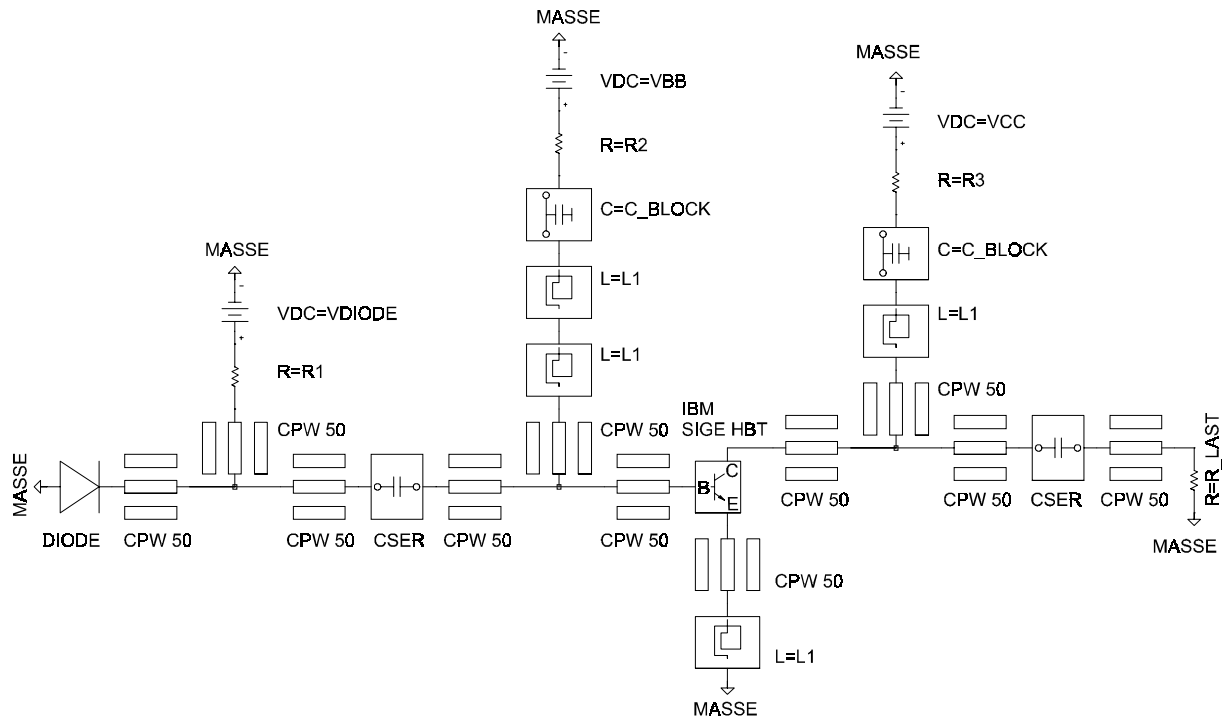 MASSE
VDC=VBB
R=R2
C=C_BLOCK
L=L1
L=L1
MASSE
VDC=VCC
R=R3
C=C_BLOCK
L=L1
MASSE
VDC=VDIODE
R=R1
CPW 50
CPW 50
CPW 50
IBM
SIGE HBT
MASSE
DIODE
CPW 50
CPW 50
CSER
CPW 50
CPW 50
B
C
E
CPW 50
CPW 50
CSER
CPW 50
R=R_LAST
MASSE
CPW 50
L=L1
MASSE